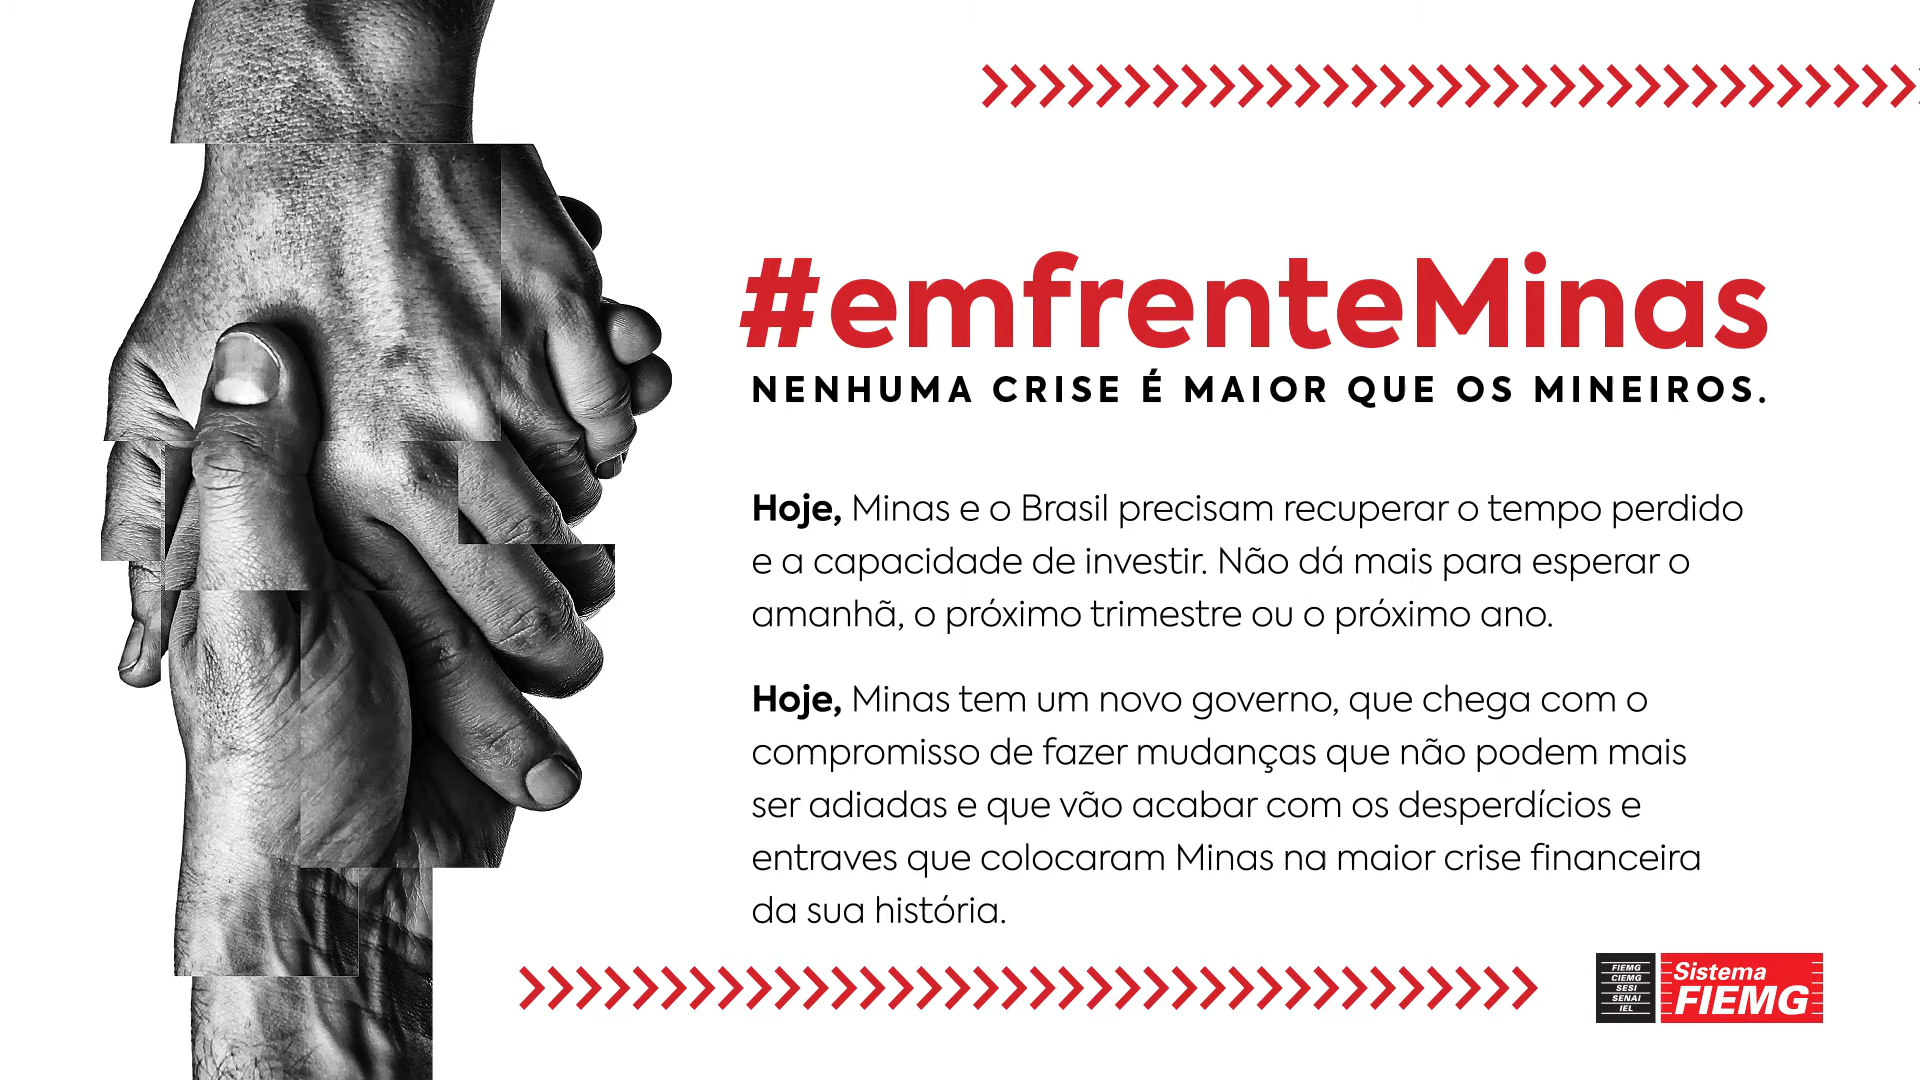 #emfrenteMinas
NENHUMA CRISE É MAIOR QUE OS MINEIROS.
Hoje, Minas e o Brasil precisam recuperar o tempo perdido
e a capacidade de investir. Não dá mais para esperar o
amanhã, o próximo trimestre ou o próximo ano.
Hoje, Minas tem um novo governo, que chega com o
compromisso de fazer mudanças que não podem mais
ser adiadas e que vão acabar com os desperdícios e
entraves que colocaram Minas na maior crise financeira
da sua história.
FIEMG
CIEMG
SESI
SENAI
IEL
Sistema
FIEMG